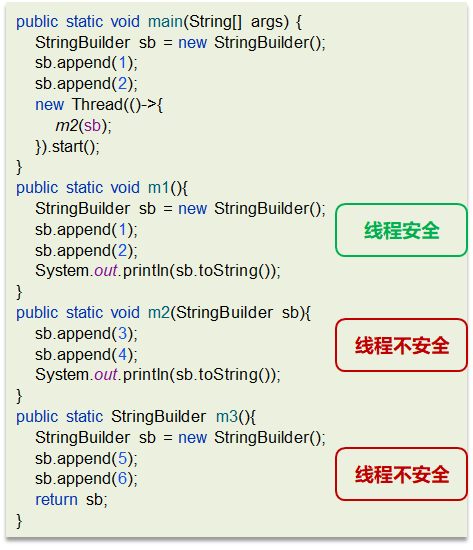 public static void main(String[] args) {
StringBuilder sb = new StringBuilder();
sb.append(1);
sb.append(2);
new Thread(()->{
m2(sb);
}).start();
}
public static void m1(){
StringBuilder sb = new StringBuilder();
sb.append(1);
sb.append(2);
System.out.println(sb.toString());
}
线程安全
public static void m2(StringBuilder sb){
sb.append(3);
sb.append(4);
System.out.println(sb.toString());
}
线程不安全
public static StringBuilder m3(){
StringBuilder sb = new StringBuilder();
sb.append(5);
sb.append(6);
return sb;
}
线程不安全